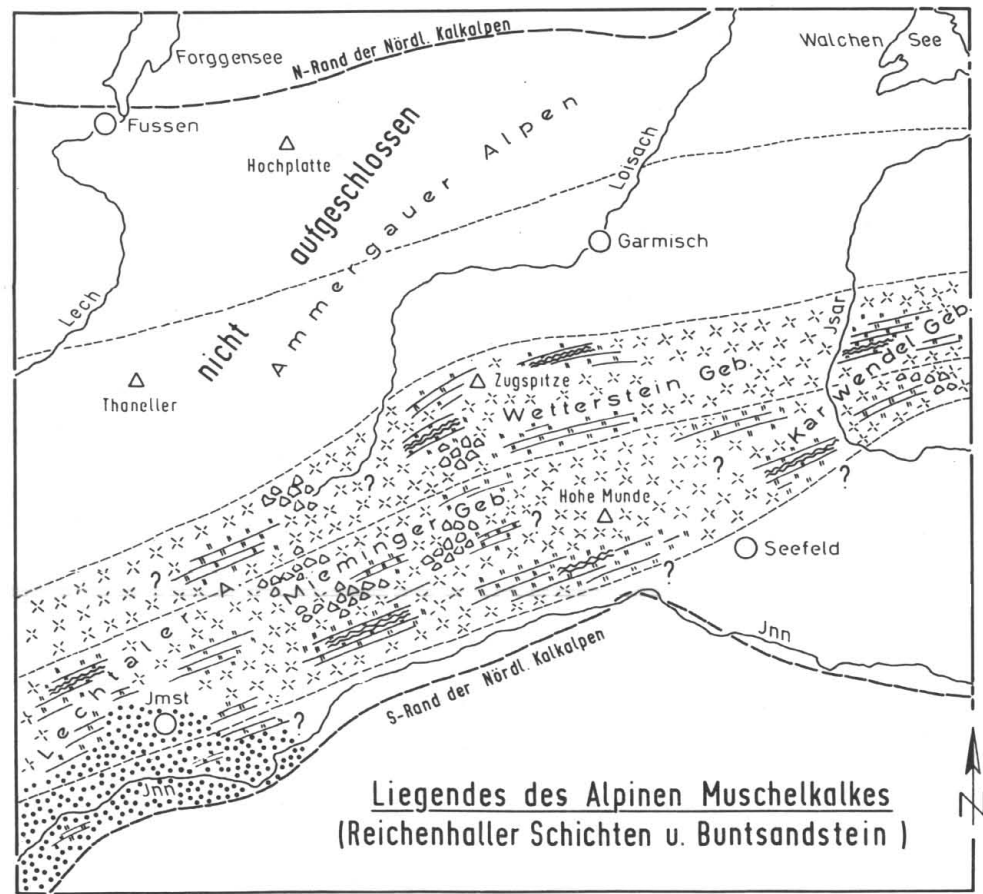 Forggensee
N-Rand der Nördl. Kalkalpen
Walchen See
Fussen
Hochplatte
nicht aufgeschlossen
Ammergauer Alpen
Loisach
Garmisch
Lech
Jsar
Thaneller
Zugspitze
Wetterstein Geb.
Karwendel Geb.
?
?
?
Mieminger Geb.
?
Hohe Munde
Seefeld
?
?
Lechtaler A
Jmst
?
Jnn
S-Rand der Nördl. Kalkalpen
Jnn
Liegendes des Alpinen Muschelkalkes
(Reichenhaller Schichten u. Buntsandstein )
N